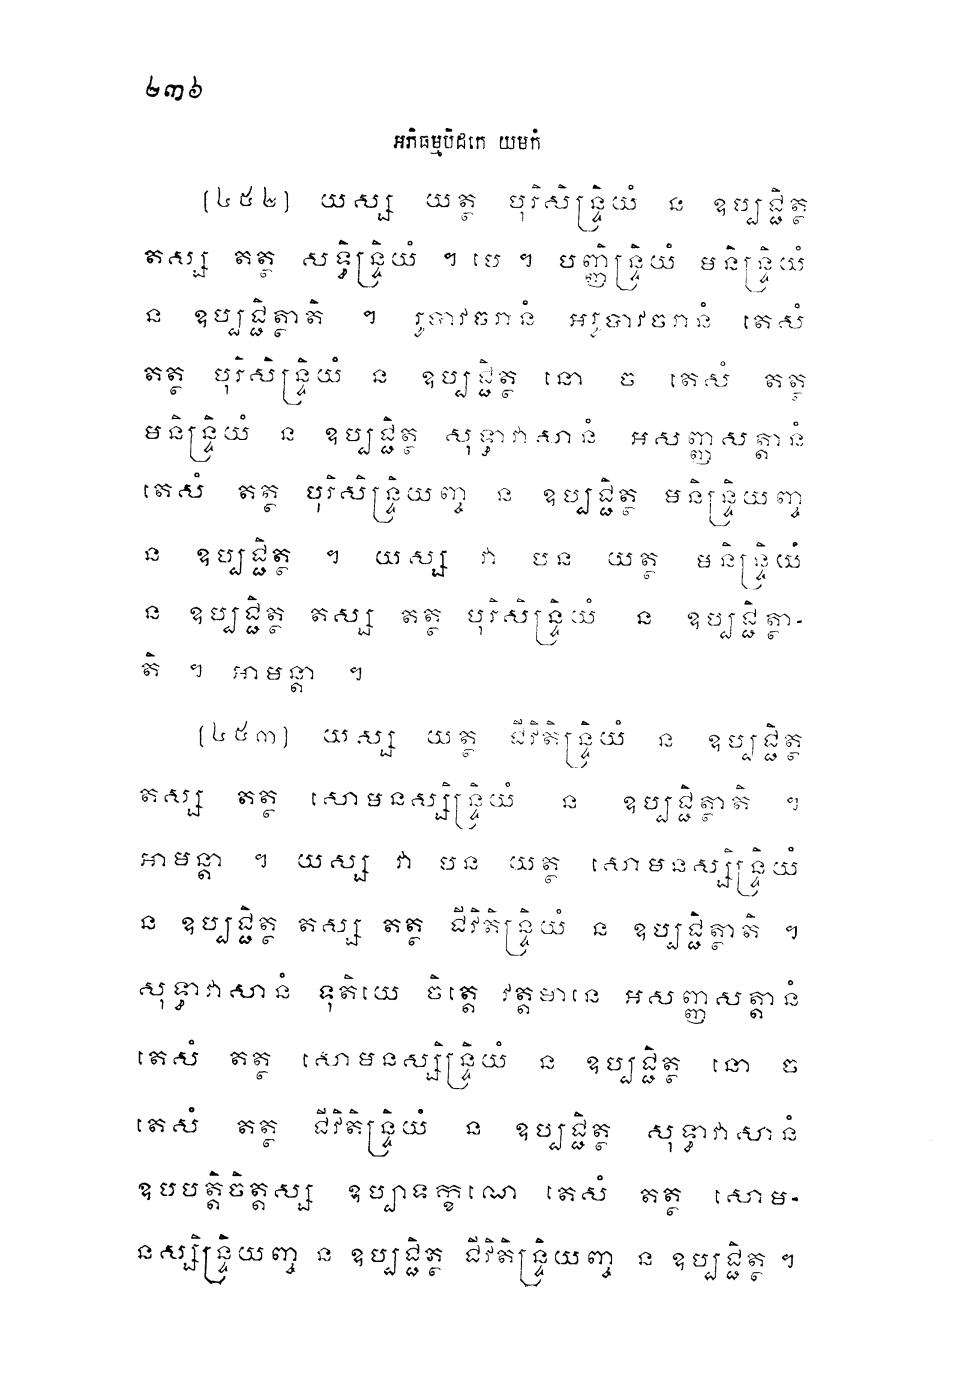 ២៣៦
អភិធម្មបិដកេ យមកំ
(៤៥២) យស្ស យត្ថ បុរិសិន្ទ្រិយំ ន ឧប្បជ្ជិត្ថ
តស្ស តត្ថ សទ្ធិន្ទ្រិយំ ។ បេ ។ បញ្ញិន្ទ្រិយំ មនិន្ទ្រិយំ
ន ឧប្បជ្ជិត្ថាតិ ។ រូបាវចរានំ អរូបាវចរានំ តេសំ
តត្ថ បុរិសិន្ទ្រិយំ ន ឧប្បជ្ជិត្ថ នោ ច តេសំ តត្ថ
មនិន្ទ្រិយំ ន ឧប្បជ្ជិត្ថ សុទ្ធាវាសានំ អសញ្ញសត្តានំ
តេសំ តត្ថ បុរិសិន្ទ្រិយញ្ច ន ឧប្បជ្ជិត្ថ មនិន្ទ្រិយញ្ច
ន ឧប្បជ្ជិត្ថ ។ យស្ស វា បន យត្ថ មនិន្ទ្រិយំ
ន ឧប្បជ្ជិត្ថ តស្ស តត្ថ បុរិសិន្ទ្រិយំ ន ឧប្បជ្ជិត្ថា-
តិ ។ អាមន្តា ។
(៤៥៣) យស្ស យត្ថ ជីវិតិន្ទ្រិយំ ន ឧប្បជ្ជិត្ថ
តស្ស តត្ថ សោមនស្សិន្ទ្រិយំ ន ឧប្បជ្ជិត្ថាតិ ។
អាមន្តា ។ យស្ស វា បន យត្ថ សោមនស្សិន្ទ្រិយំ
ន ឧប្បជ្ជិត្ថ តស្ស តត្ថ ជីវិតិន្ទ្រិយំ ន ឧប្បជ្ជិត្ថាតិ ។
សុទ្ធាវាសានំ ទុតិយេ ចិត្តេ វត្តមានេ អសញ្ញសត្តានំ
តេសំ តត្ថ សោមនស្សិន្ទ្រិយំ ន ឧប្បជ្ជិត្ថ នោ ច
តេសំ តត្ថ ជីវិតិន្ទ្រិយំ ន ឧប្បជ្ជិត្ថ សុទ្ធាវាសានំ
ឧបបត្តិចិត្តស្ស ឧប្បាទក្ខណេ តេសំ តត្ថ សោម-
នស្សិន្ទ្រិយញ្ច ន ឧប្បជ្ជិត្ថ ជីវិតិន្ទ្រិយញ្ច ន ឧប្បជ្ជិត្ថ ។